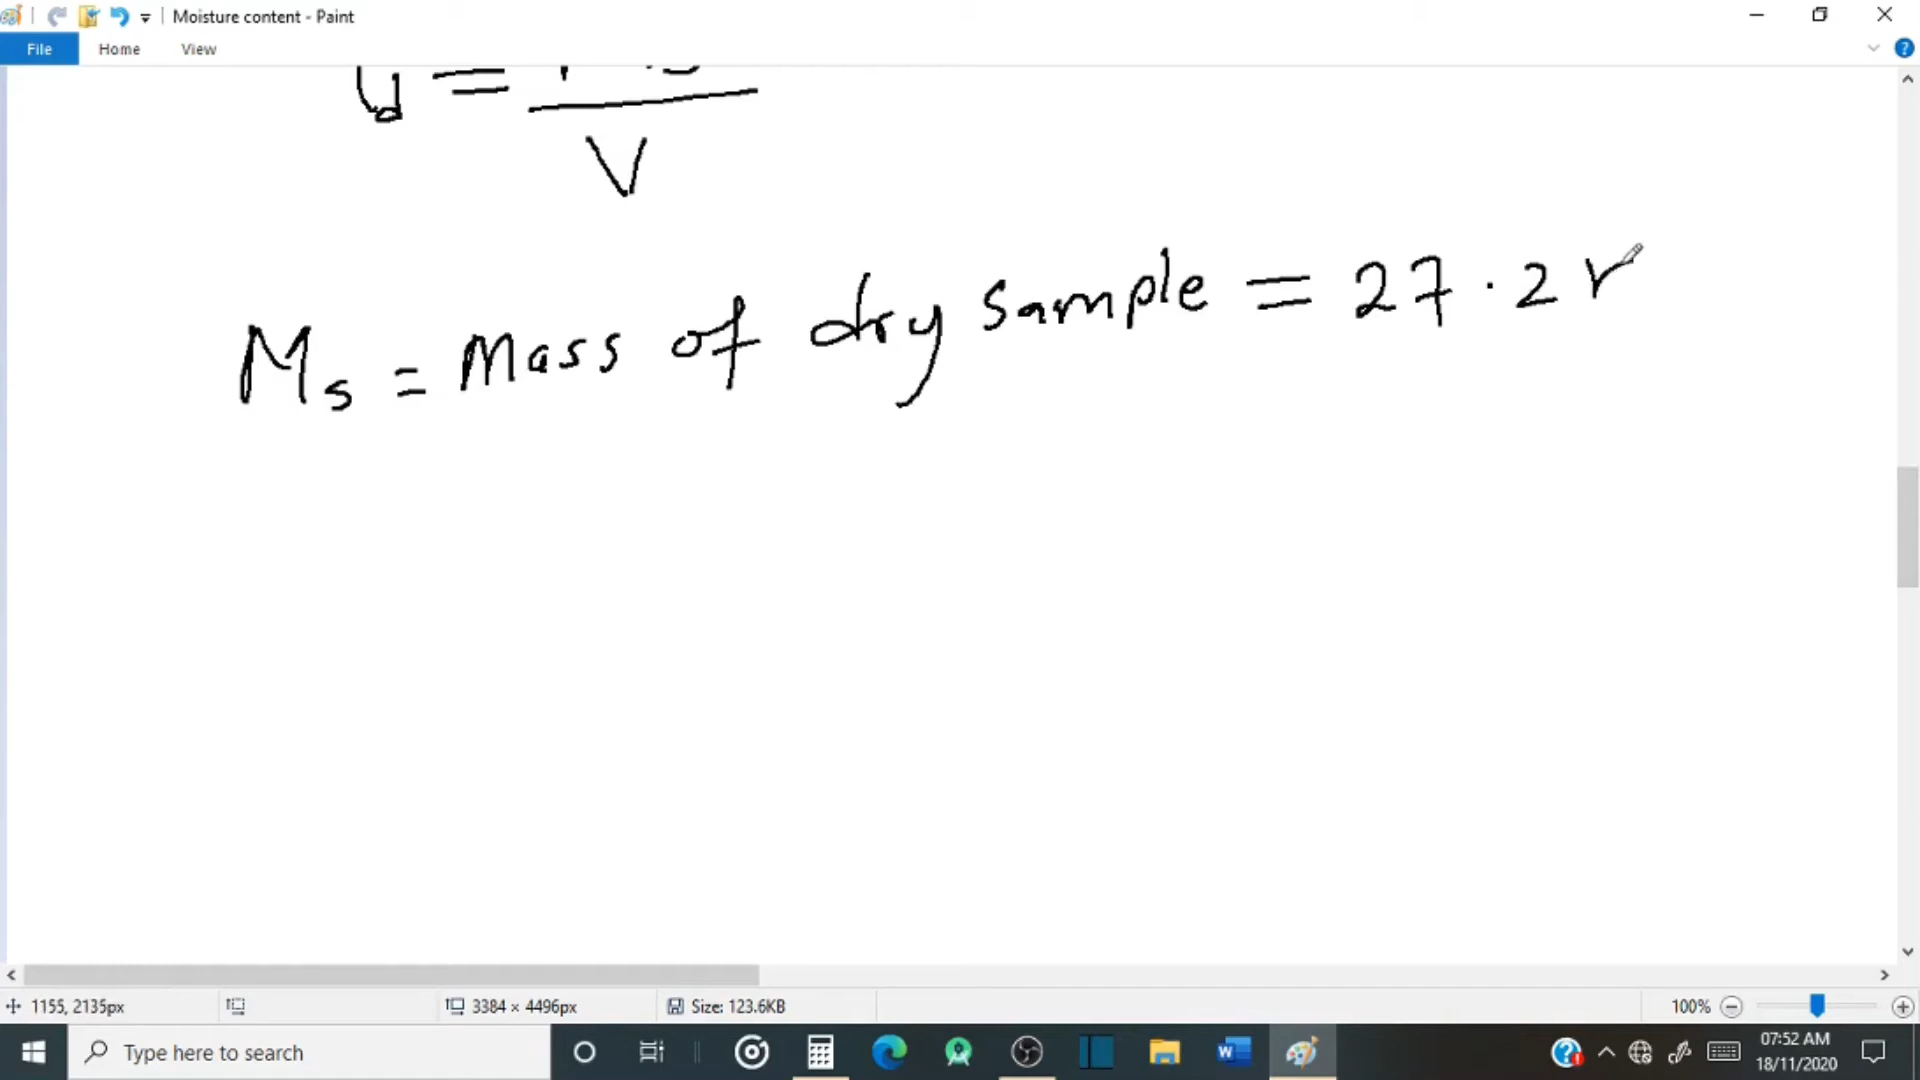 Moisture content - Paint
File Home View
d =
V
Ms = Mass of dry sample = 27.2
1155, 2135px
3384 × 4496px
Size: 123.6KB
100%
Type here to search
07:52 AM
18/11/2020